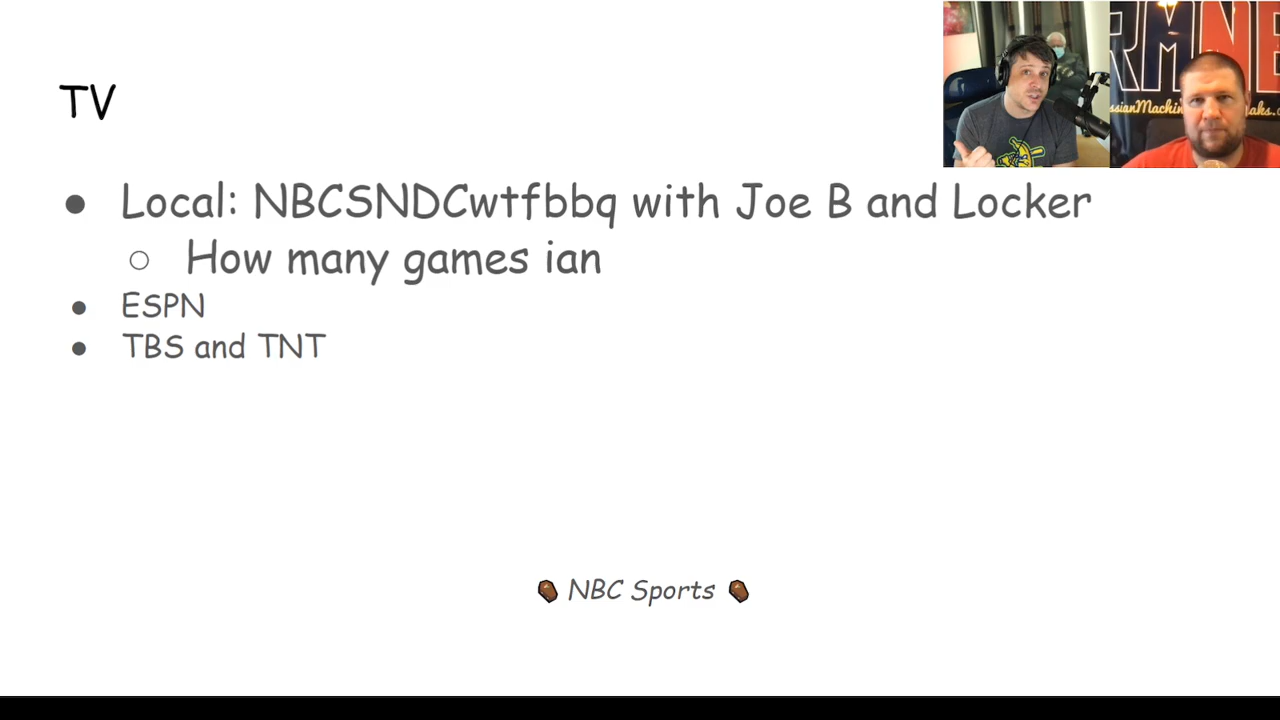 TV
Local: NBCSNDCwtfbbq with Joe B and Locker
How many games ian
ESPN
TBS and TNT
NBC Sports